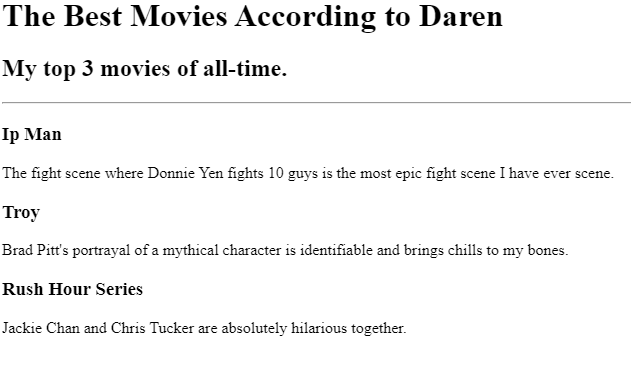 The Best Movies According to Daren
My top 3 movies of all-time.
Ip Man
The fight scene where Donnie Yen fights 10 guys is the most epic fight scene I have ever scene.
Troy
Brad Pitt's portrayal of a mythical character is identifiable and brings chills to my bones.
Rush Hour Series
Jackie Chan and Chris Tucker are absolutely hilarious together.